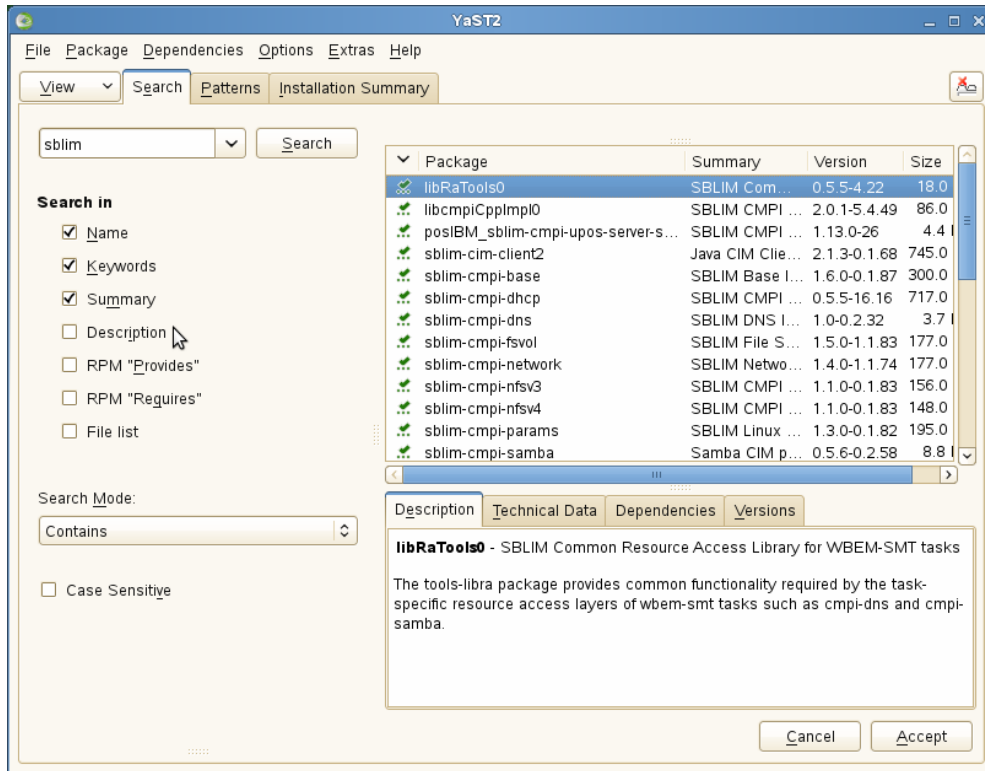 YaST2
File Package Dependencies Options Extras Help
View Search Patterns Installation Summary
sblim Search
Search in
Name
Keywords
Summary
Description
RPM "Provides"
RPM "Requires"
File list
Search Mode:
Contains
Case Sensitive
Package Summary Version Size
libRaTools0 SBLIM Com... 0.5.5-4.22 18.0
libcmpiCppImpl0 SBLIM CMPI ... 2.0.1-5.4.49 86.0
posIBM_sblim-cmpi-upos-server-s... SBLIM CMPI ... 1.13.0-26 4.4
sblim-cim-client2 Java CIM Clie... 2.1.3-0.1.68 745.0
sblim-cmpi-base SBLIM Base I... 1.6.0-0.1.87 300.0
sblim-cmpi-dhcp SBLIM CMPI ... 0.5.5-16.16 717.0
sblim-cmpi-dns SBLIM DNS I... 1.0-0.2.32 3.7
sblim-cmpi-fsvol SBLIM File S... 1.5.0-1.1.83 177.0
sblim-cmpi-network SBLIM Netwo... 1.4.0-1.1.74 177.0
sblim-cmpi-nfsv3 SBLIM CMPI ... 1.1.0-0.1.83 156.0
sblim-cmpi-nfsv4 SBLIM CMPI ... 1.1.0-0.1.83 148.0
sblim-cmpi-params SBLIM Linux ... 1.3.0-0.1.82 195.0
sblim-cmpi-samba Samba CIM p... 0.5.6-0.2.58 8.8
Description Technical Data Dependencies Versions
libRaTools0 - SBLIM Common Resource Access Library for WBEM-SMT tasks
The tools-libra package provides common functionality required by the task-
specific resource access layers of wbem-smt tasks such as cmpi-dns and cmpi-
samba.
Cancel Accept